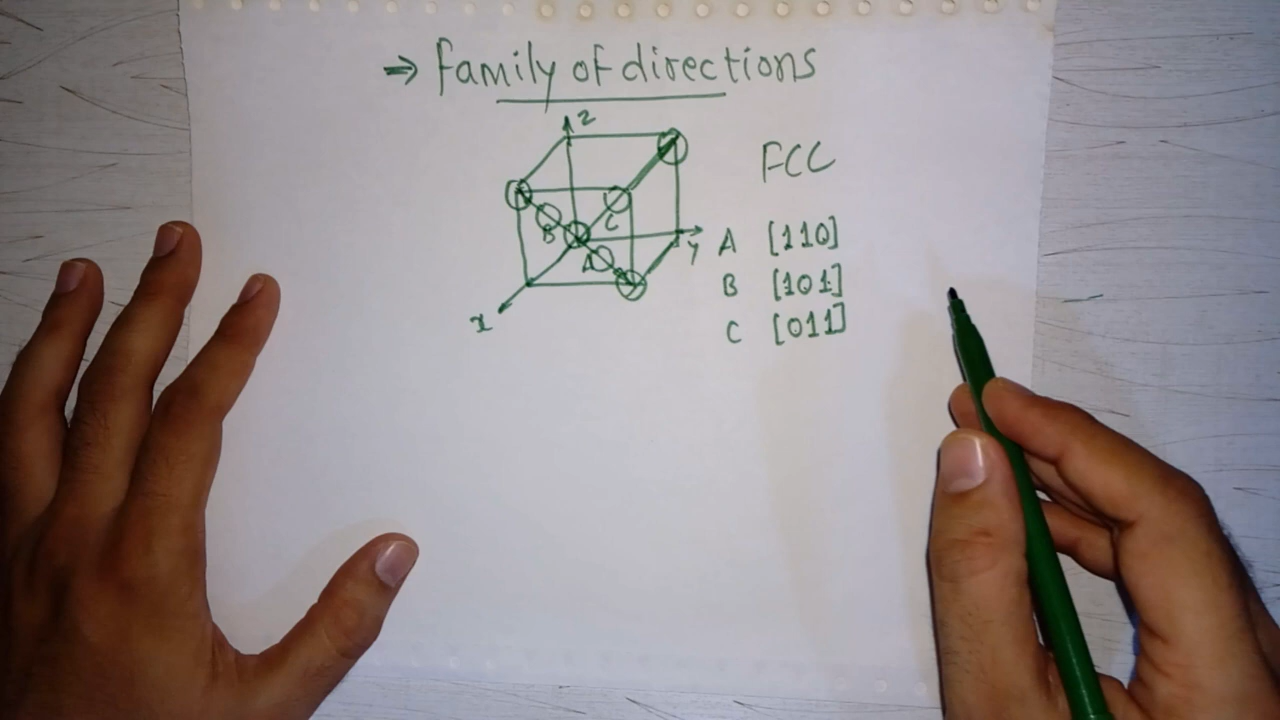 ⇒ Family of directions
z
FCC
B C
A
y
x
A [110]
B [101]
C [011]